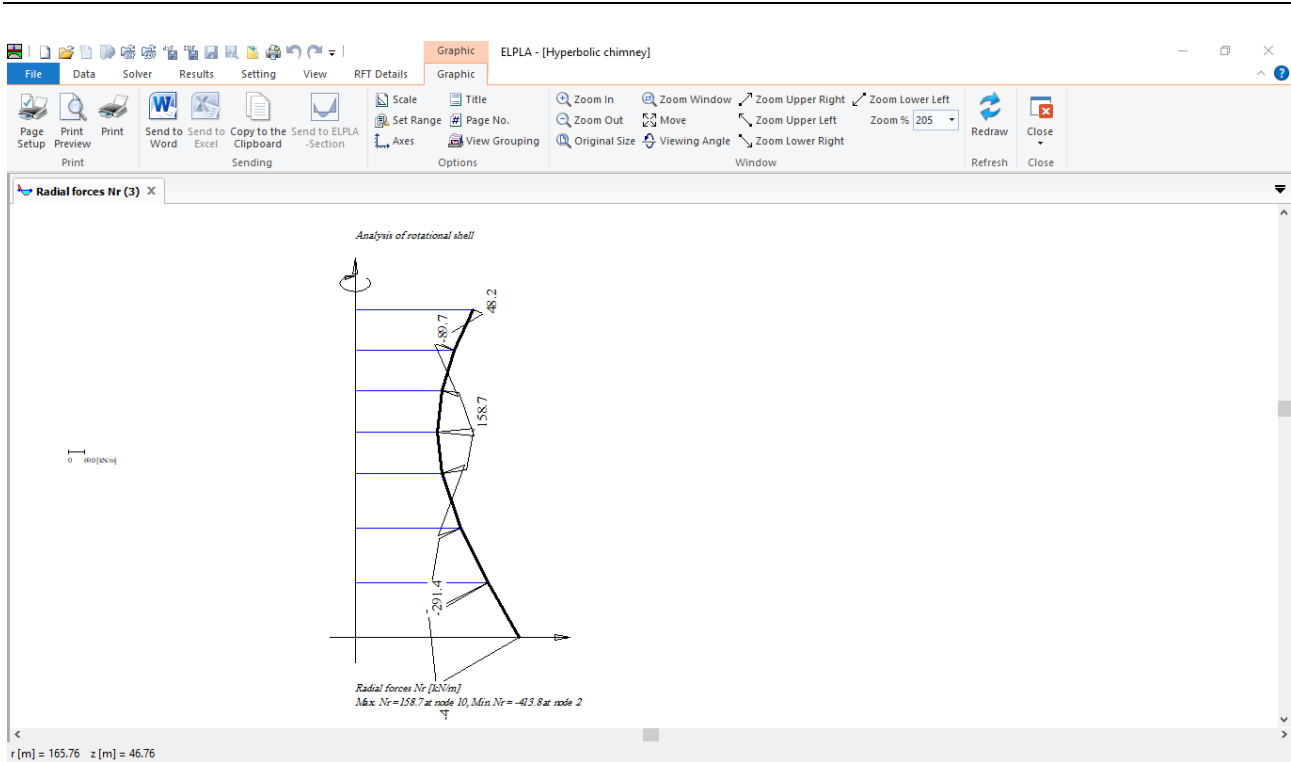 Graphic
ELPLA - [Hyperbolic chimney]
File Data Solver Results Setting View RFT Details Graphic
Scale Title Zoom In Zoom Window Zoom Upper Right Zoom Lower Left
Page Setup Print Preview Print Send to Word Send to Excel Copy to the Clipboard Send to ELPLA -Section Set Range # Page No. Zoom Out Move Zoom Upper Left Zoom % 205 Redraw Close
Axes View Grouping Original Size Viewing Angle Zoom Lower Right
Print Sending Options Window Refresh Close
Radial forces Nr (3) X
Analysis of rotational shell
48.2
-89.7
158.7
0 [kN/m]
-291.4
Radial forces Nr [kN/m]
Max. Nr = 158.7 at node 10, Min. Nr = -413.8 at node 2
r [m] = 165.76 z [m] = 46.76